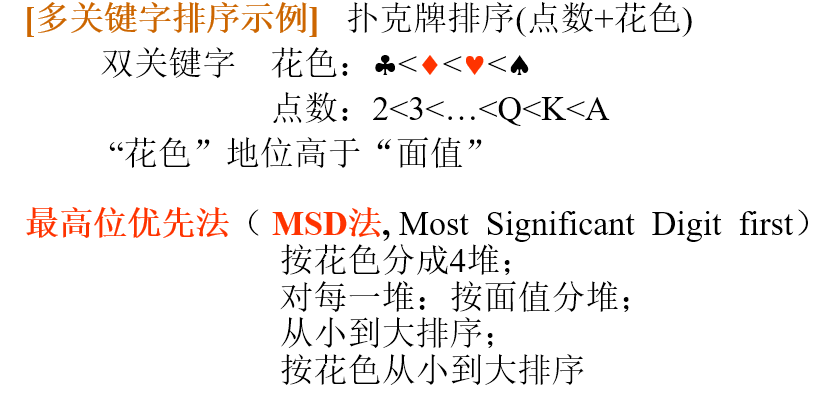 [多关键字排序示例] 扑克牌排序(点数+花色)
双关键字 花色：♣<♦<♥<♠
点数：2<3<…<Q<K<A
“花色”地位高于“面值”
最高位优先法（ MSD法, Most Significant Digit first）
按花色分成4堆；
对每一堆：按面值分堆；
从小到大排序；
按花色从小到大排序